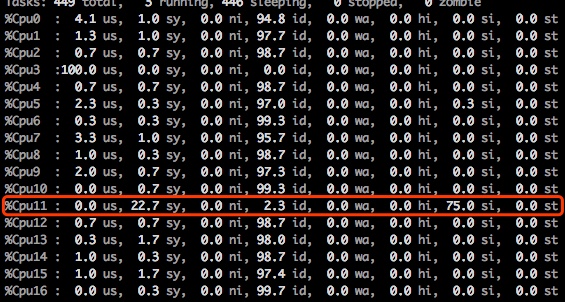 Tasks: 449 total, 3 running, 446 sleeping, 0 stopped, 0 zombie
%Cpu0 : 4.1 us, 1.0 sy, 0.0 ni, 94.8 id, 0.0 wa, 0.0 hi, 0.0 si, 0.0 st
%Cpu1 : 1.3 us, 1.0 sy, 0.0 ni, 97.7 id, 0.0 wa, 0.0 hi, 0.0 si, 0.0 st
%Cpu2 : 0.7 us, 0.7 sy, 0.0 ni, 98.7 id, 0.0 wa, 0.0 hi, 0.0 si, 0.0 st
%Cpu3 :100.0 us, 0.0 sy, 0.0 ni, 0.0 id, 0.0 wa, 0.0 hi, 0.0 si, 0.0 st
%Cpu4 : 0.7 us, 0.7 sy, 0.0 ni, 98.7 id, 0.0 wa, 0.0 hi, 0.0 si, 0.0 st
%Cpu5 : 2.3 us, 0.3 sy, 0.0 ni, 97.0 id, 0.0 wa, 0.0 hi, 0.3 si, 0.0 st
%Cpu6 : 0.3 us, 0.3 sy, 0.0 ni, 99.3 id, 0.0 wa, 0.0 hi, 0.0 si, 0.0 st
%Cpu7 : 3.3 us, 1.0 sy, 0.0 ni, 95.7 id, 0.0 wa, 0.0 hi, 0.0 si, 0.0 st
%Cpu8 : 1.0 us, 0.3 sy, 0.0 ni, 98.7 id, 0.0 wa, 0.0 hi, 0.0 si, 0.0 st
%Cpu9 : 2.0 us, 0.7 sy, 0.0 ni, 97.3 id, 0.0 wa, 0.0 hi, 0.0 si, 0.0 st
%Cpu10 : 0.0 us, 0.7 sy, 0.0 ni, 99.3 id, 0.0 wa, 0.0 hi, 0.0 si, 0.0 st
%Cpu11 : 0.0 us, 22.7 sy, 0.0 ni, 2.3 id, 0.0 wa, 0.0 hi, 75.0 si, 0.0 st
%Cpu12 : 0.7 us, 0.7 sy, 0.0 ni, 98.7 id, 0.0 wa, 0.0 hi, 0.0 si, 0.0 st
%Cpu13 : 0.3 us, 1.7 sy, 0.0 ni, 98.0 id, 0.0 wa, 0.0 hi, 0.0 si, 0.0 st
%Cpu14 : 1.0 us, 0.3 sy, 0.0 ni, 98.7 id, 0.0 wa, 0.0 hi, 0.0 si, 0.0 st
%Cpu15 : 1.0 us, 1.7 sy, 0.0 ni, 97.4 id, 0.0 wa, 0.0 hi, 0.0 si, 0.0 st
%Cpu16 : 0.0 us, 0.3 sy, 0.0 ni, 99.7 id, 0.0 wa, 0.0 hi, 0.0 si, 0.0 st